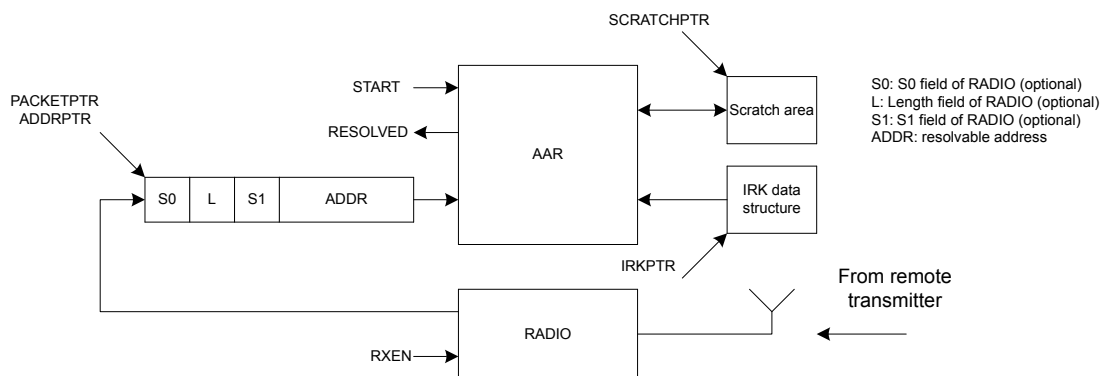 SCRATCHPTR
S0: S0 field of RADIO (optional)
L: Length field of RADIO (optional)
S1: S1 field of RADIO (optional)
ADDR: resolvable address
START
PACKETPTR
ADDRPTR
Scratch area
RESOLVED
AAR
S0
L
S1
ADDR
IRK data
structure
IRKPTR
From remote
transmitter
RADIO
RXEN